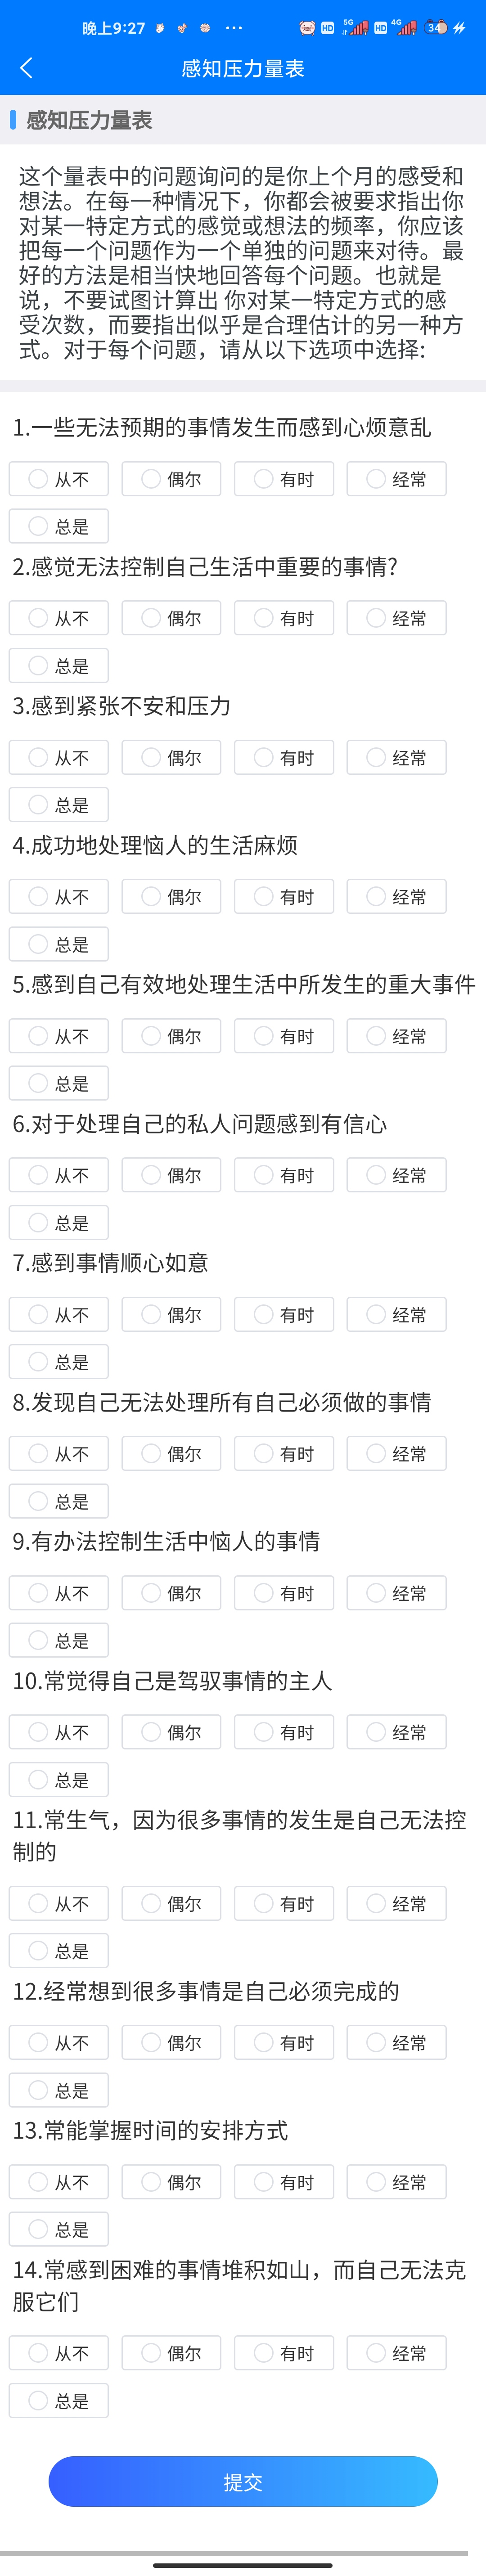 晚上9:27 ··· HD 5G HD 4G 34
感知压力量表
感知压力量表
这个量表中的问题询问的是你上个月的感受和
想法。在每一种情况下，你都会被要求指出你
对某一特定方式的感觉或想法的频率，你应该
把每一个问题作为一个单独的问题来对待。最
好的方法是相当快地回答每个问题。也就是
说，不要试图计算出 你对某一特定方式的感
受次数，而要指出似乎是合理估计的另一种方
式。对于每个问题，请从以下选项中选择:
1.一些无法预期的事情发生而感到心烦意乱
从不 偶尔 有时 经常
总是
2.感觉无法控制自己生活中重要的事情?
从不 偶尔 有时 经常
总是
3.感到紧张不安和压力
从不 偶尔 有时 经常
总是
4.成功地处理恼人的生活麻烦
从不 偶尔 有时 经常
总是
5.感到自己有效地处理生活中所发生的重大事件
从不 偶尔 有时 经常
总是
6.对于处理自己的私人问题感到有信心
从不 偶尔 有时 经常
总是
7.感到事情顺心如意
从不 偶尔 有时 经常
总是
8.发现自己无法处理所有自己必须做的事情
从不 偶尔 有时 经常
总是
9.有办法控制生活中恼人的事情
从不 偶尔 有时 经常
总是
10.常觉得自己是驾驭事情的主人
从不 偶尔 有时 经常
总是
11.常生气，因为很多事情的发生是自己无法控
制的
从不 偶尔 有时 经常
总是
12.经常想到很多事情是自己必须完成的
从不 偶尔 有时 经常
总是
13.常能掌握时间的安排方式
从不 偶尔 有时 经常
总是
14.常感到困难的事情堆积如山，而自己无法克
服它们
从不 偶尔 有时 经常
总是
提交